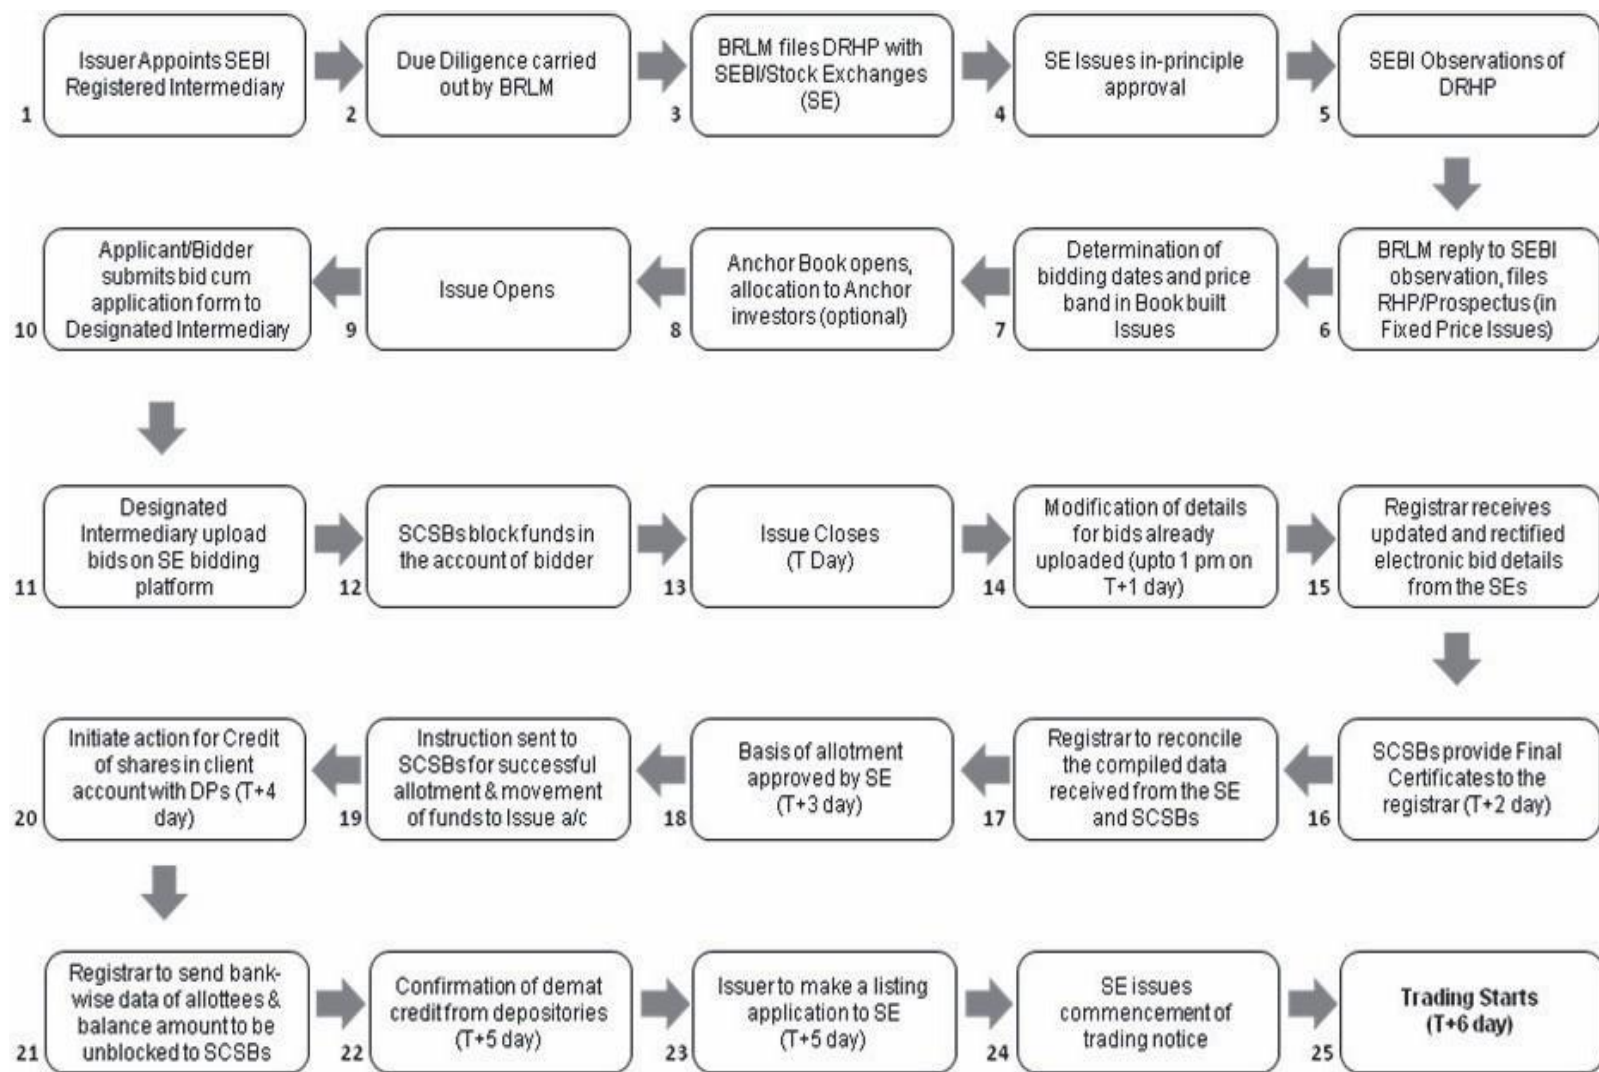 Issuer Appoints SEBI
Registered Intermediary
1
Due Diligence carried
out by BRLM
2
BRLM files DRHP with
SEBI/Stock Exchanges
(SE)
3
SE Issues in-principle
approval
4
SEBI Observations of
DRHP
5
BRLM reply to SEBI
observation, files
RHP/Prospectus (in
Fixed Price Issues)
6
Determination of
bidding dates and price
band in Book built
Issues
7
Anchor Book opens,
allocation to Anchor
investors (optional)
8
Issue Opens
9
Applicant/Bidder
submits bid cum
application form to
Designated Intermediary
10
Designated
Intermediary upload
bids on SE bidding
platform
11
SCSBs block funds in
the account of bidder
12
Issue Closes
(T Day)
13
Modification of details
for bids already
uploaded (upto 1 pm on
T+1 day)
14
Registrar receives
updated and rectified
electronic bid details
from the SEs
15
SCSBs provide Final
Certificates to the
registrar (T+2 day)
16
Registrar to reconcile
the compiled data
received from the SE
and SCSBs
17
Basis of allotment
approved by SE
(T+3 day)
18
Instruction sent to
SCSBs for successful
allotment & movement
of funds to Issue a/c
19
Initiate action for Credit
of shares in client
account with DPs (T+4
day)
20
Registrar to send bank-
wise data of allottees &
balance amount to be
unblocked to SCSBs
21
Confirmation of demat
credit from depositories
(T+5 day)
22
Issuer to make a listing
application to SE
(T+5 day)
23
SE issues
commencement of
trading notice
24
Trading Starts
(T+6 day)
25